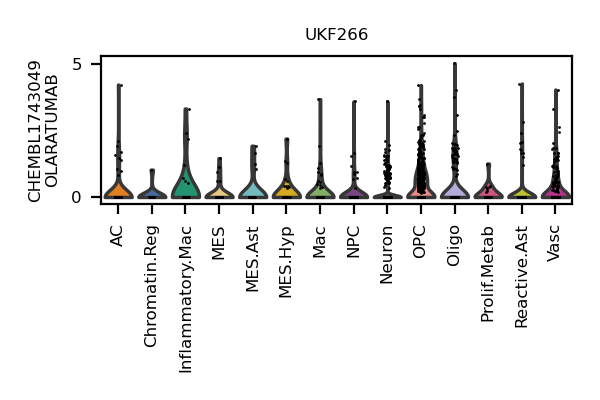 UKF266
CHEMBL1743049
OLARATUMAB
5
0
AC
Chromatin.Reg
Inflammatory.Mac
MES
MES.Ast
MES.Hyp
Mac
NPC
Neuron
OPC
Oligo
Prolif.Metab
Reactive.Ast
Vasc